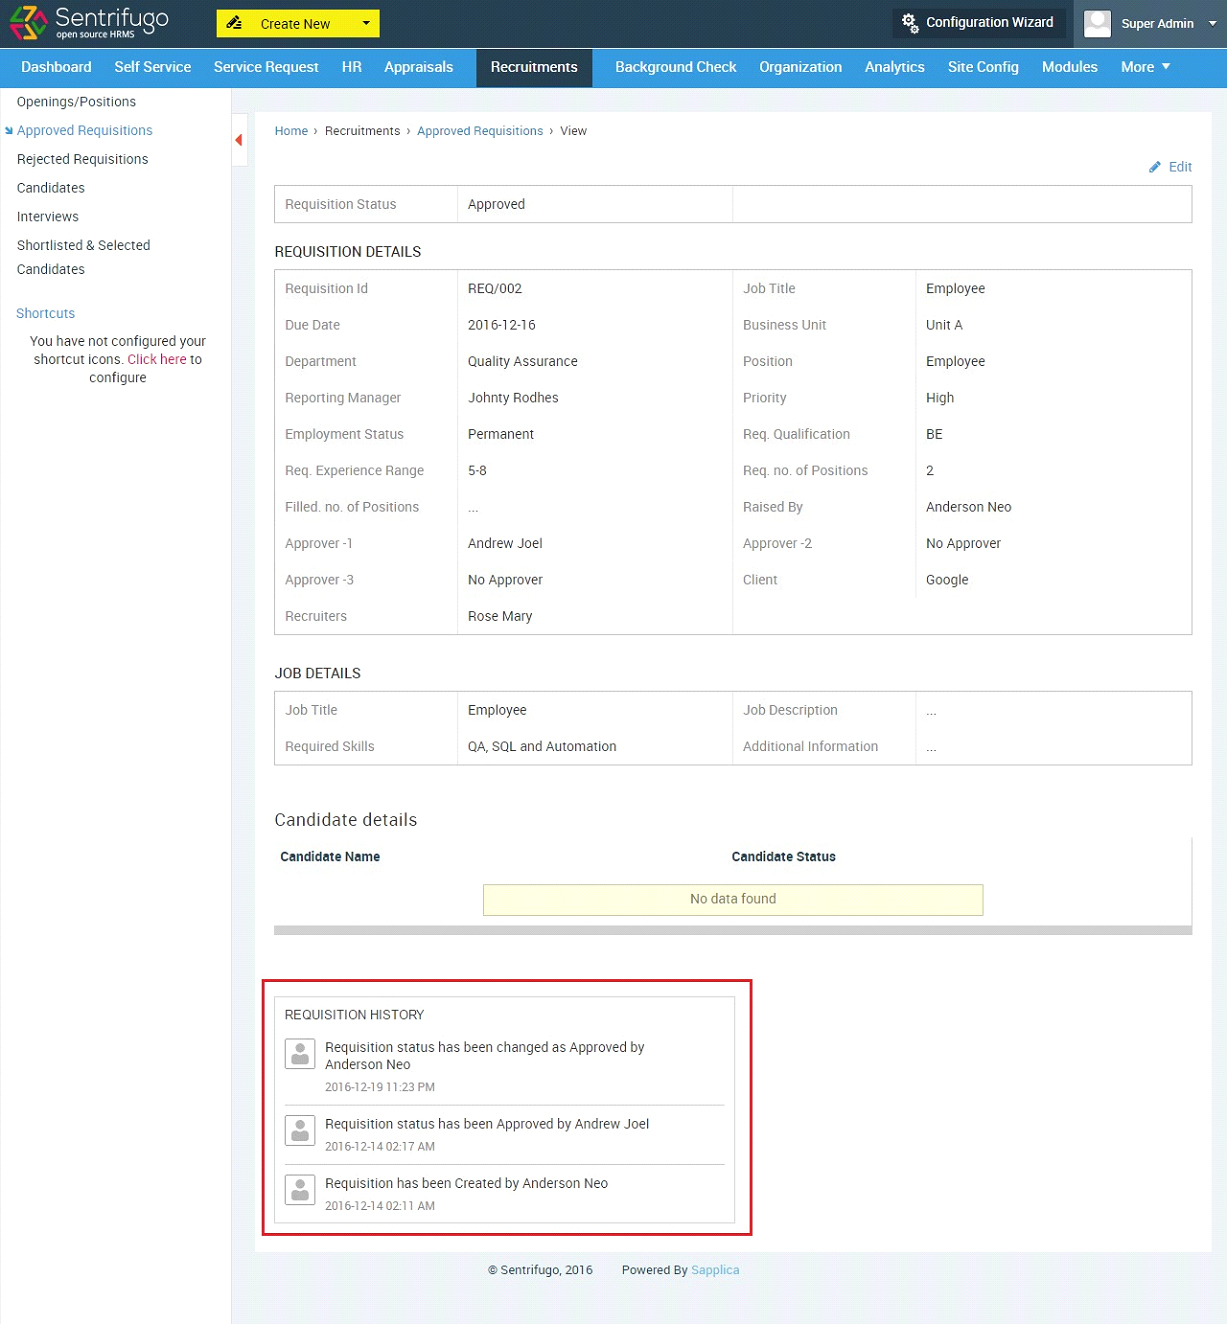 Sentrifugo
open source HRMS
Create New
Configuration Wizard
Super Admin
Dashboard Self Service Service Request HR Appraisals Recruitments Background Check Organization Analytics Site Config Modules More
Openings/Positions
Approved Requisitions
Rejected Requisitions
Candidates
Interviews
Shortlisted & Selected
Candidates
Shortcuts
You have not configured your
shortcut icons. Click here to
configure
Home › Recruitments › Approved Requisitions › View
Edit
Requisition Status Approved
REQUISITION DETAILS
Requisition Id REQ/002 Job Title Employee
Due Date 2016-12-16 Business Unit Unit A
Department Quality Assurance Position Employee
Reporting Manager Johnty Rodhes Priority High
Employment Status Permanent Req. Qualification BE
Req. Experience Range 5-8 Req. no. of Positions 2
Filled. no. of Positions ... Raised By Anderson Neo
Approver -1 Andrew Joel Approver -2 No Approver
Approver -3 No Approver Client Google
Recruiters Rose Mary
JOB DETAILS
Job Title Employee Job Description ...
Required Skills QA, SQL and Automation Additional Information ...
Candidate details
Candidate Name Candidate Status
No data found
REQUISITION HISTORY
Requisition status has been changed as Approved by
Anderson Neo
2016-12-19 11:23 PM
Requisition status has been Approved by Andrew Joel
2016-12-14 02:17 AM
Requisition has been Created by Anderson Neo
2016-12-14 02:11 AM
© Sentrifugo, 2016 Powered By Sapplica